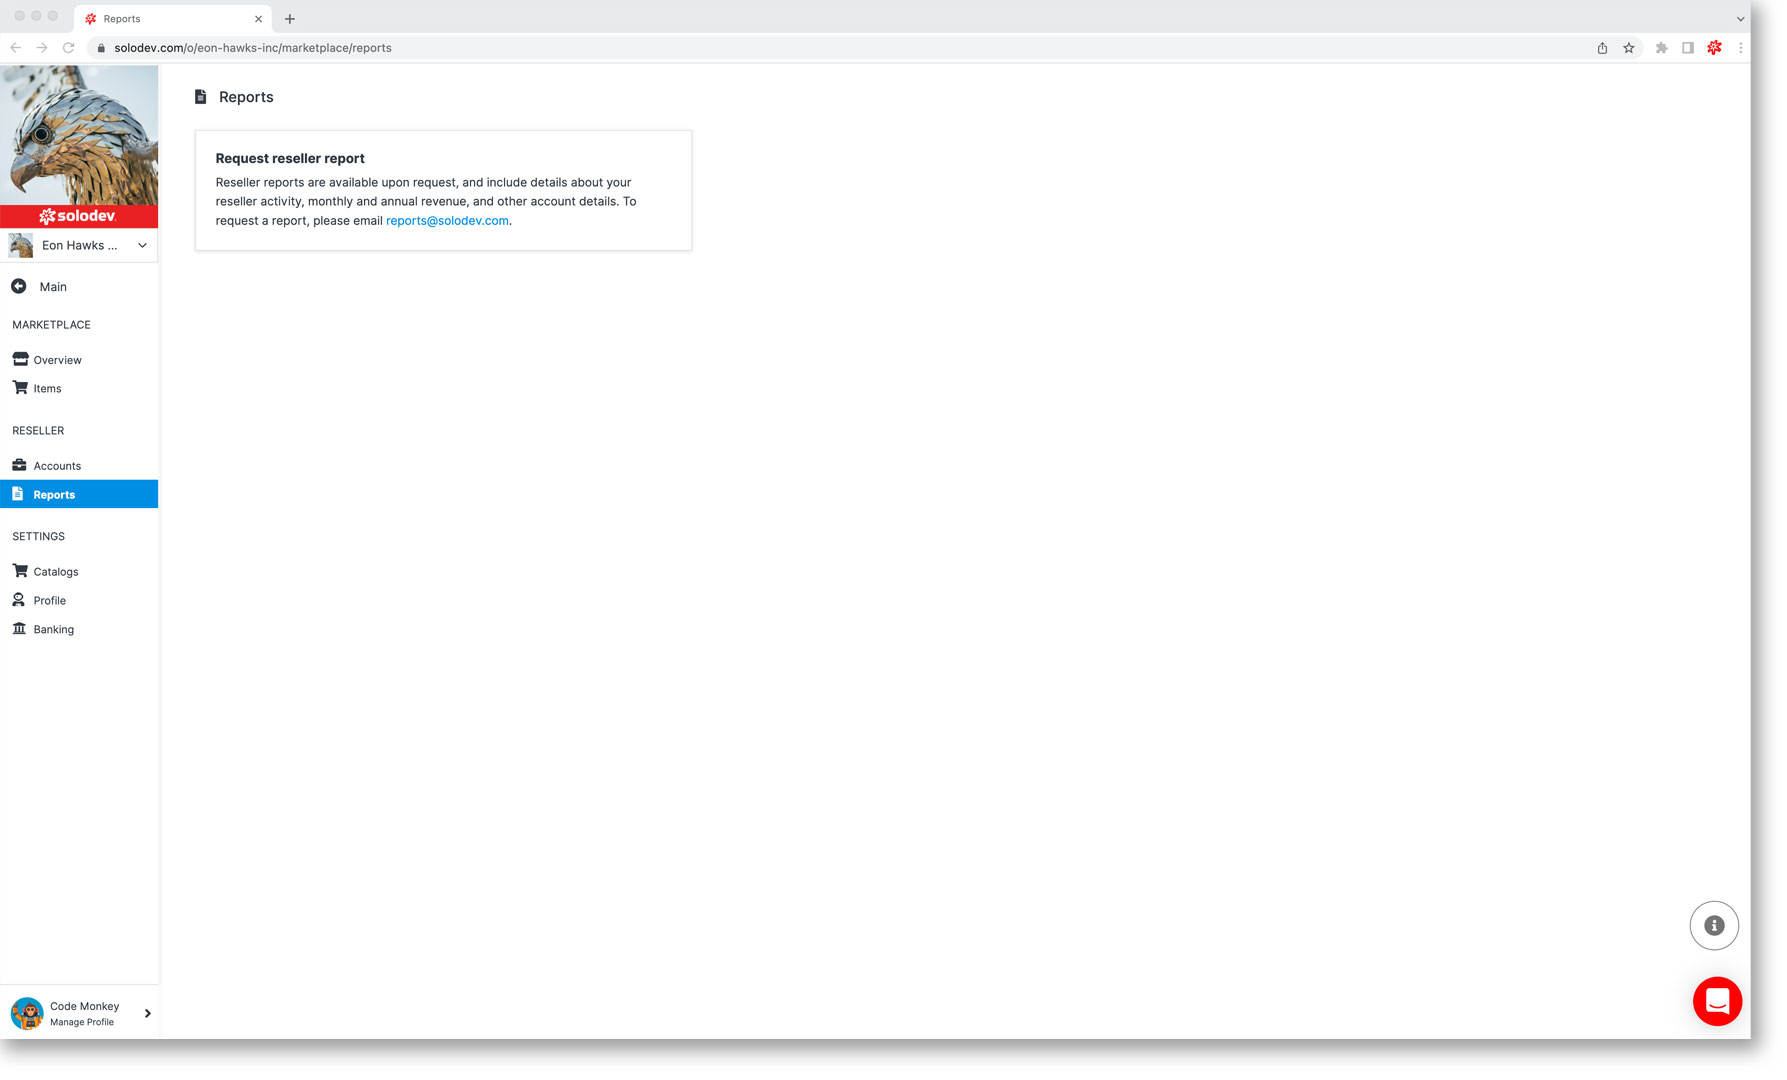 Reports
solodev.com/o/eon-hawks-inc/marketplace/reports
solodev
Eon Hawks ...
Main
MARKETPLACE
Overview
Items
RESELLER
Accounts
Reports
SETTINGS
Catalogs
Profile
Banking
Code Monkey
Manage Profile
Reports
Request reseller report
Reseller reports are available upon request, and include details about your
reseller activity, monthly and annual revenue, and other account details. To
request a report, please email reports@solodev.com.